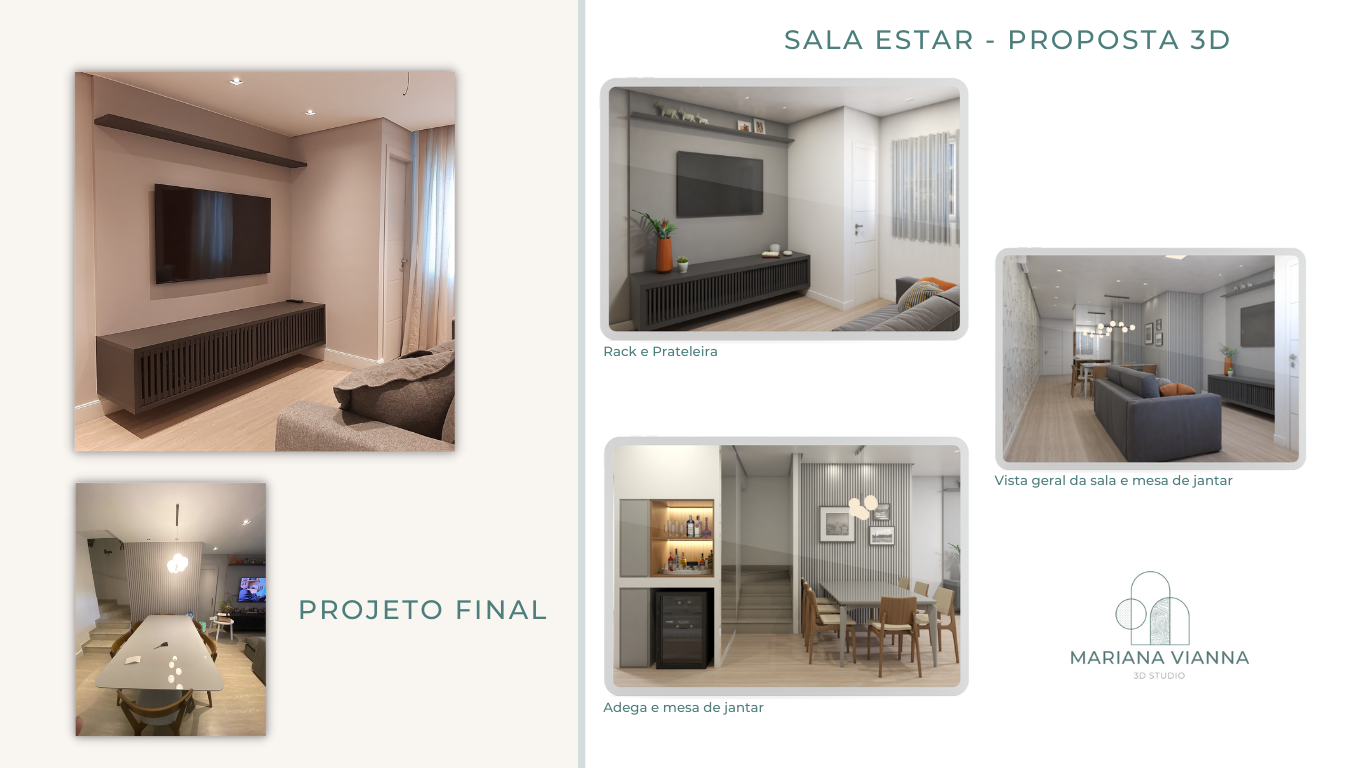 SALA ESTAR - PROPOSTA 3D
Rack e Prateleira
Vista geral da sala e mesa de jantar
PROJETO FINAL
MARIANA VIANNA
3D STUDIO
Adega e mesa de jantar